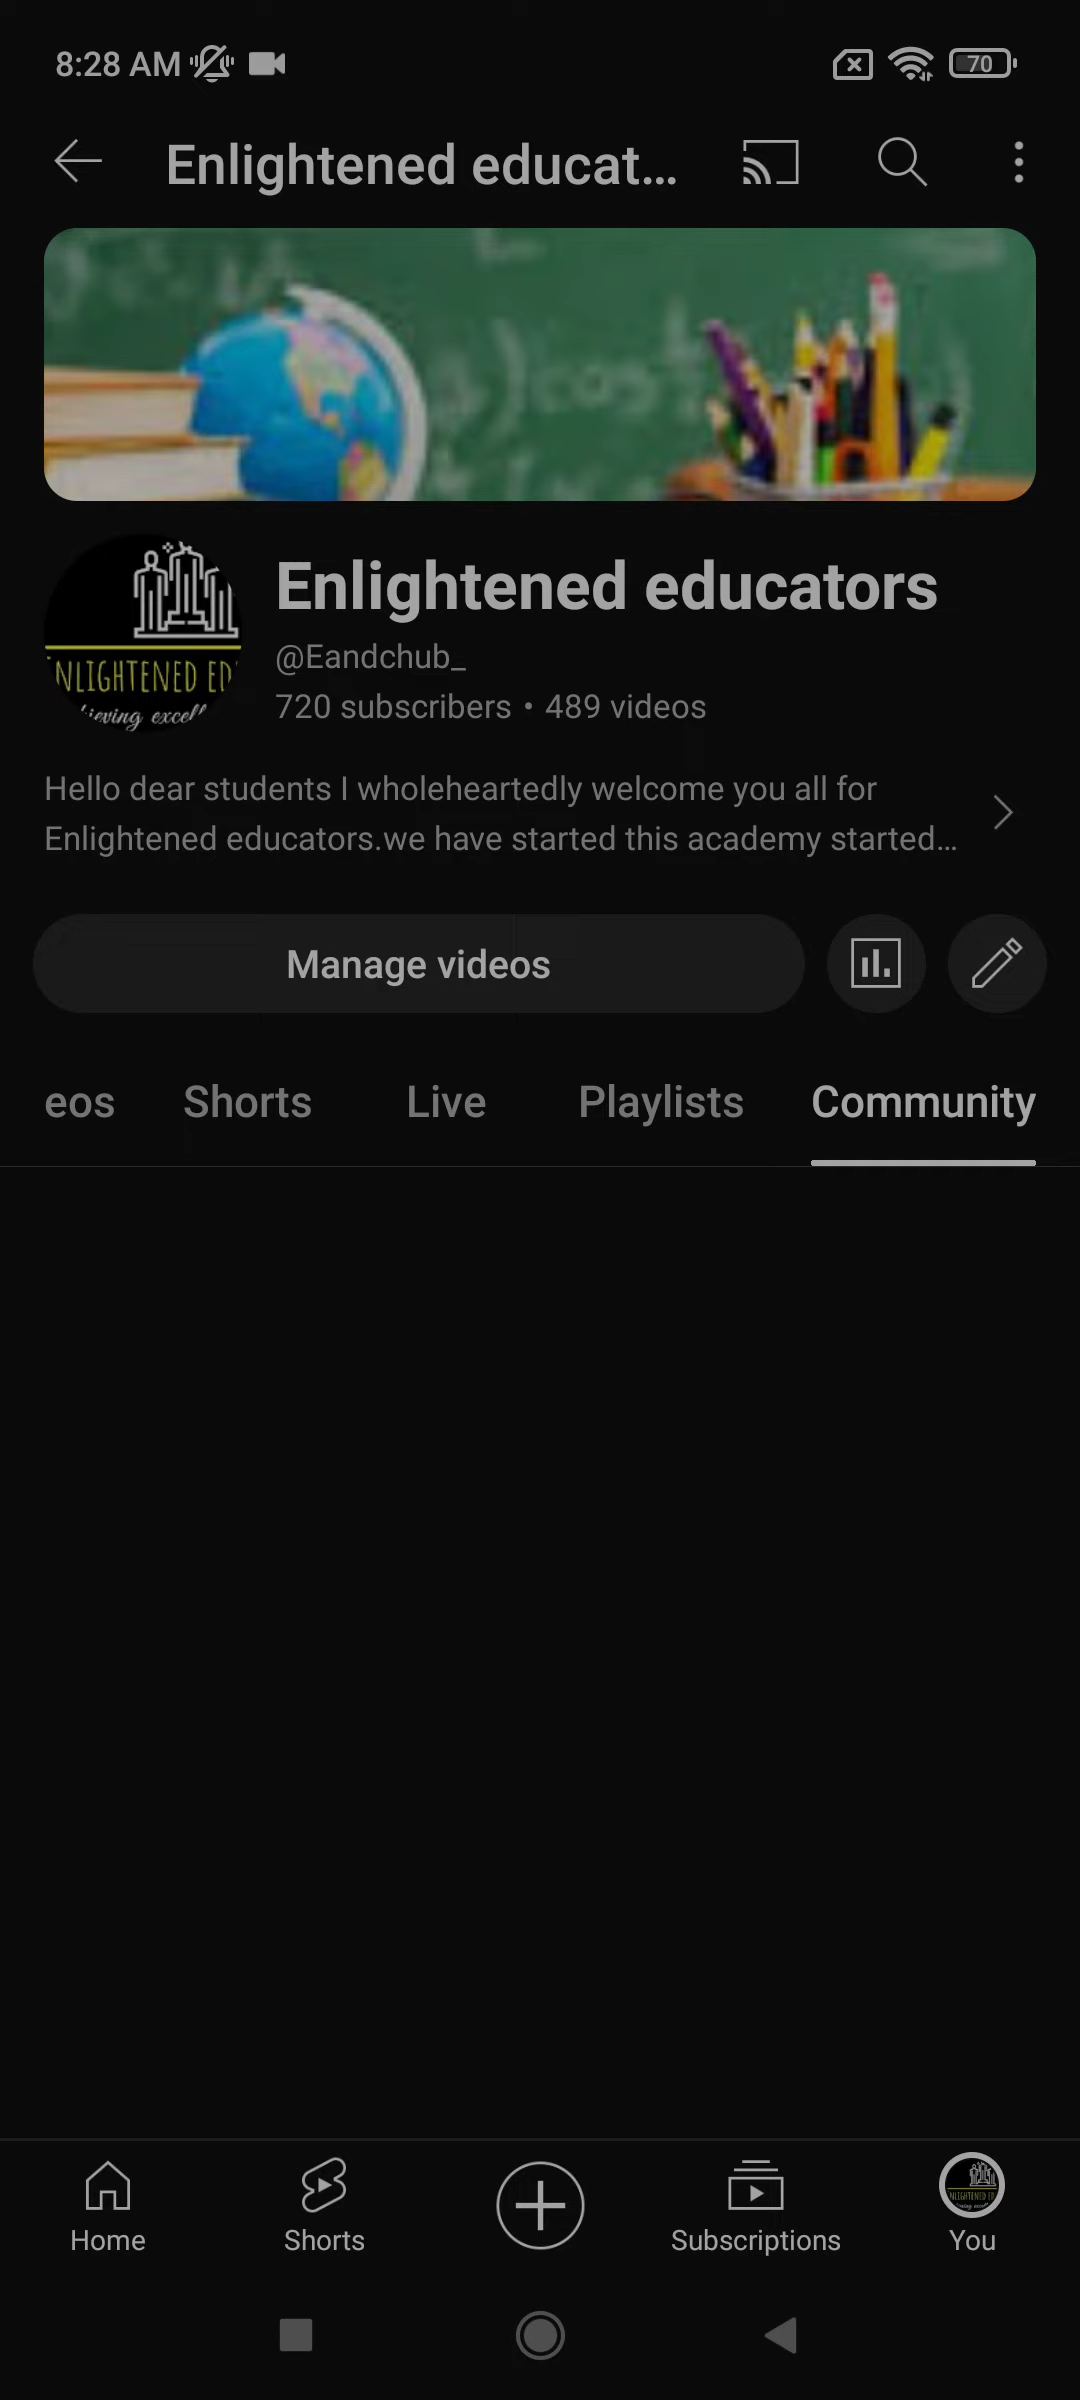 8:28 AM
70
Enlightened educat...
Enlightened educators
NLIGHTENED ED
@Eandchub_
720 subscribers • 489 videos
Hello dear students I wholeheartedly welcome you all for
Enlightened educators.we have started this academy started...
Manage videos
eos Shorts Live Playlists Community
Home Shorts Subscriptions You